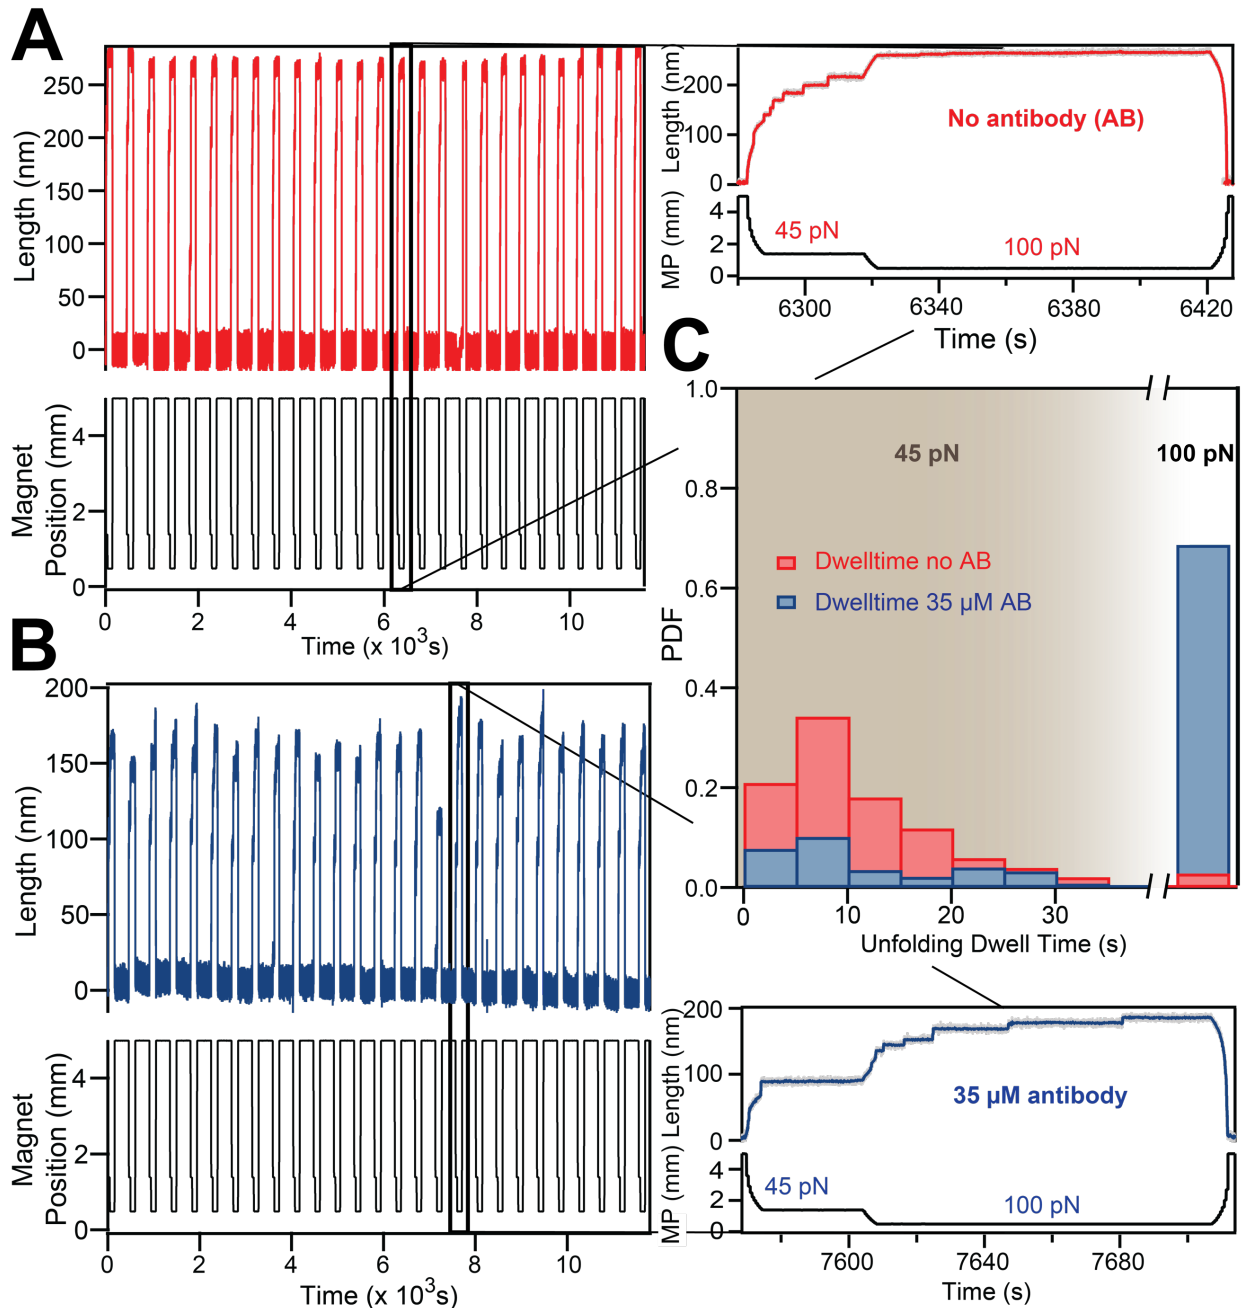 A
Length (nm)
250
200
150
100
50
0
Magnet
Position (mm)
4
2
0
0 2 4 6 8 10
Time (x 10³s)
Length (nm)
200
100
0
No antibody (AB)
MP (mm)
4
2
0
45 pN
100 pN
6300 6340 6380 6420
Time (s)
C
PDF
1.0
0.8
0.6
0.4
0.2
0.0
45 pN
100 pN
Dwelltime no AB
Dwelltime 35 µM AB
0 10 20 30
Unfolding Dwell Time (s)
B
Length (nm)
200
150
100
50
0
Magnet
Position (mm)
4
2
0
0 2 4 6 8 10
Time (x 10³s)
Length (nm)
200
100
0
35 µM antibody
MP (mm)
4
2
0
45 pN
100 pN
7600 7640 7680
Time (s)